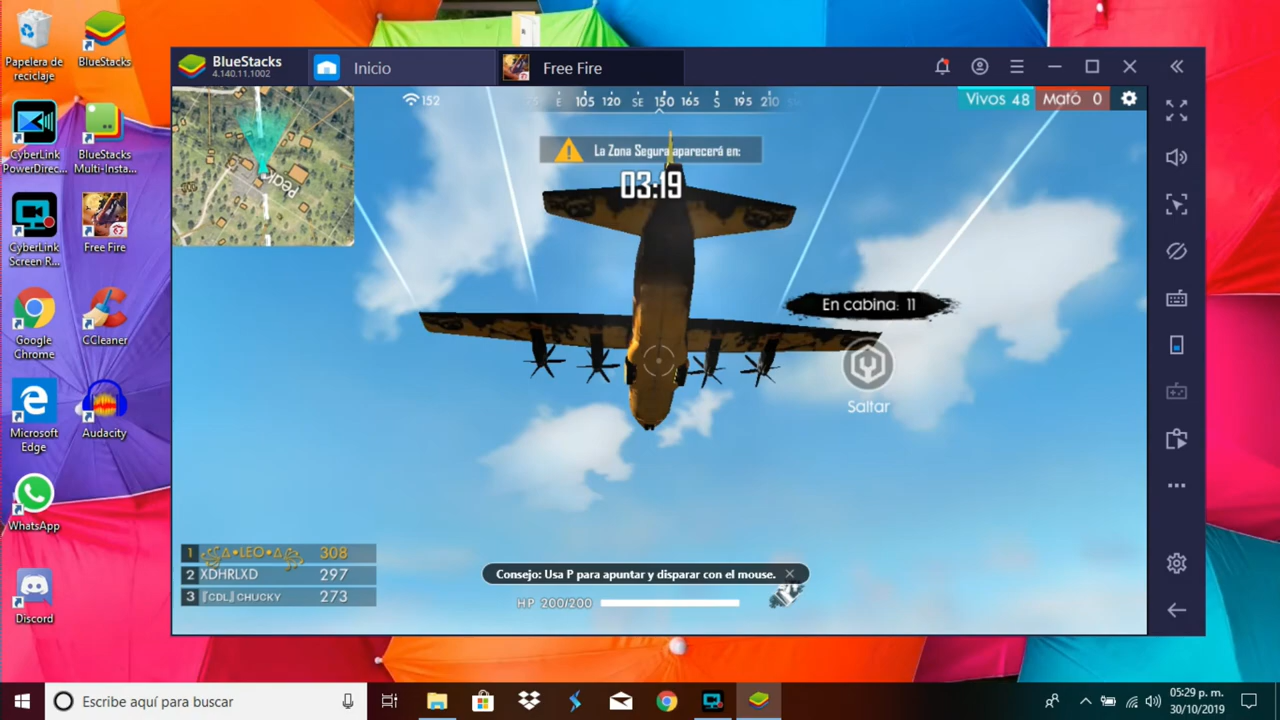 Papelera de
reciclaje
BlueStacks
CyberLink
PowerDirec...
BlueStacks
Multi-Insta...
CyberLink
Screen R...
Free Fire
Google
Chrome
CCleaner
Microsoft
Edge
Audacity
WhatsApp
Discord
BlueStacks
4.140.11.1002
Inicio
Free Fire
152
E 105 120 SE 150 165 S 195 210
Vivos 48 Mató 0
La Zona Segura aparecerá en:
03:19
Peak
En cabina: 11
Saltar
1 Δ•LEO•Δ 308
2 XDHRLXD 297
3 『CDL』CHUCKY 273
Consejo: Usa P para apuntar y disparar con el mouse.
HP 200/200
Escribe aquí para buscar
05:29 p. m.
30/10/2019